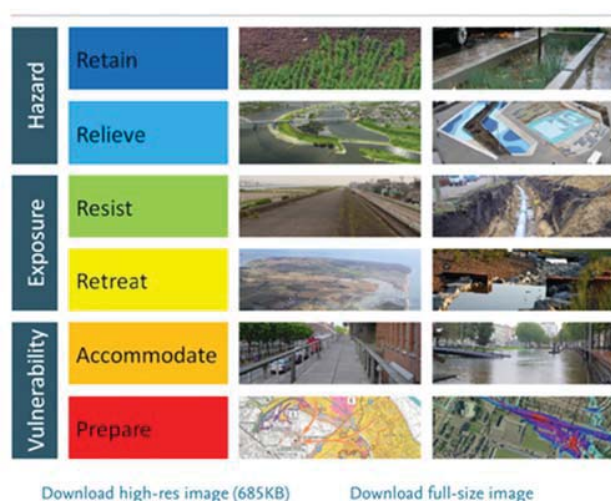 Hazard
Retain
Relieve
Exposure
Resist
Retreat
Vulnerability
Accommodate
Prepare
Download high-res image (685KB)
Download full-size image